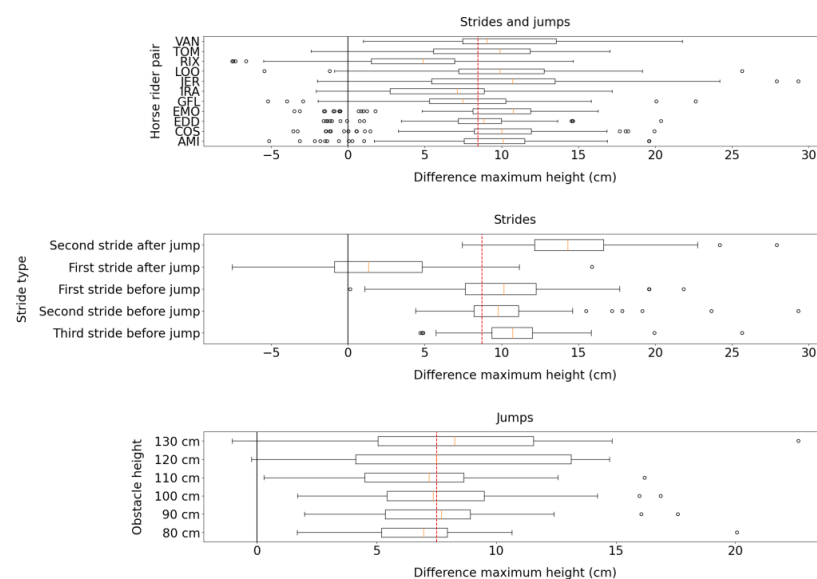 Strides and jumps
Horse rider pair
VAN
TOM
RIX
LOO
JER
IRA
GFL
EMO
EDD
COS
AMI
−5 0 5 10 15 20 25 30
Difference maximum height (cm)
Strides
Stride type
Second stride after jump
First stride after jump
First stride before jump
Second stride before jump
Third stride before jump
−5 0 5 10 15 20 25 30
Difference maximum height (cm)
Jumps
Obstacle height
130 cm
120 cm
110 cm
100 cm
90 cm
80 cm
0 5 10 15 20
Difference maximum height (cm)